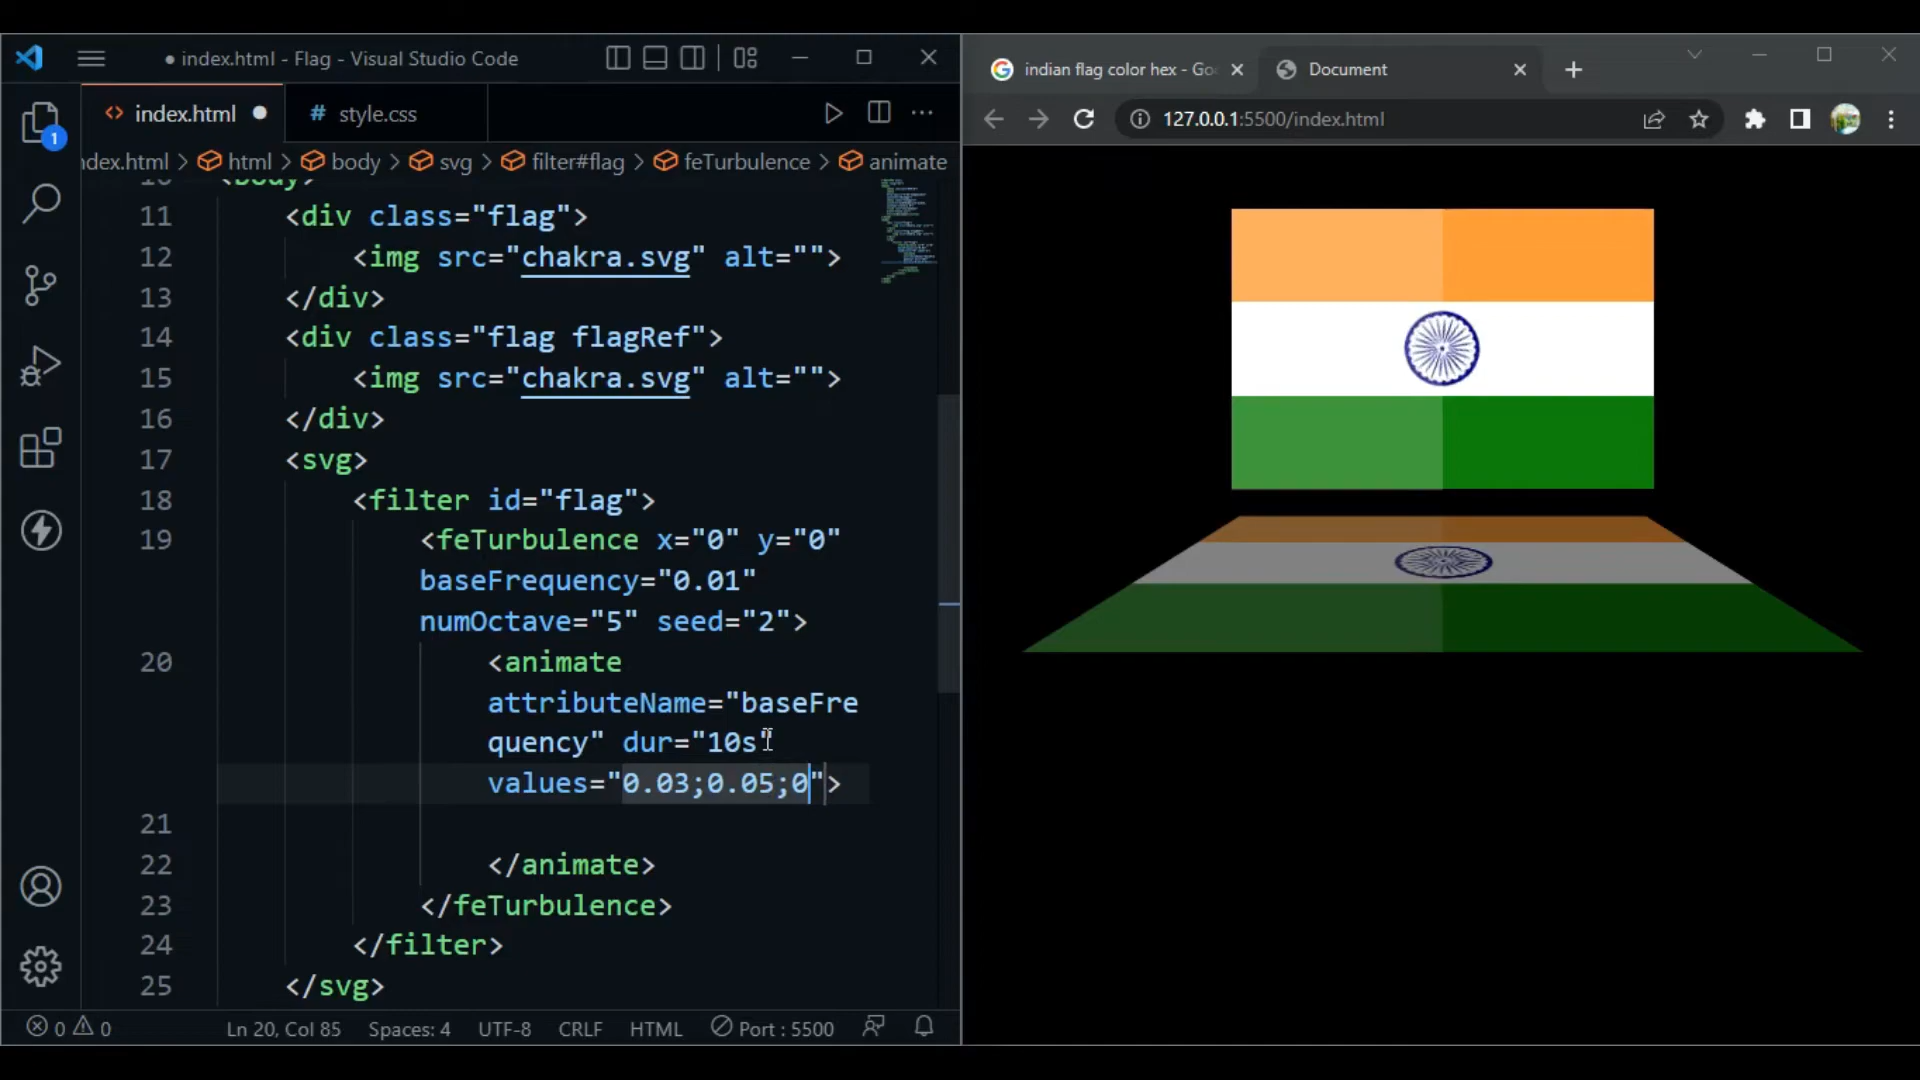 ● index.html - Flag - Visual Studio Code
1
<> index.html ●
# style.css
ndex.html > html > body > svg > filter#flag > feTurbulence > animate
10 <body>
11 <div class="flag">
12 <img src="chakra.svg" alt="">
13 </div>
14 <div class="flag flagRef">
15 <img src="chakra.svg" alt="">
16 </div>
17 <svg>
18 <filter id="flag">
19 <feTurbulence x="0" y="0"
baseFrequency="0.01"
numOctave="5" seed="2">
20 <animate
attributeName="baseFre
quency" dur="10s"
values="0.03;0.05;0">
21
22 </animate>
23 </feTurbulence>
24 </filter>
25 </svg>
0 0 Ln 20, Col 85 Spaces: 4 UTF-8 CRLF HTML Port : 5500
indian flag color hex - Go
Document
127.0.0.1:5500/index.html